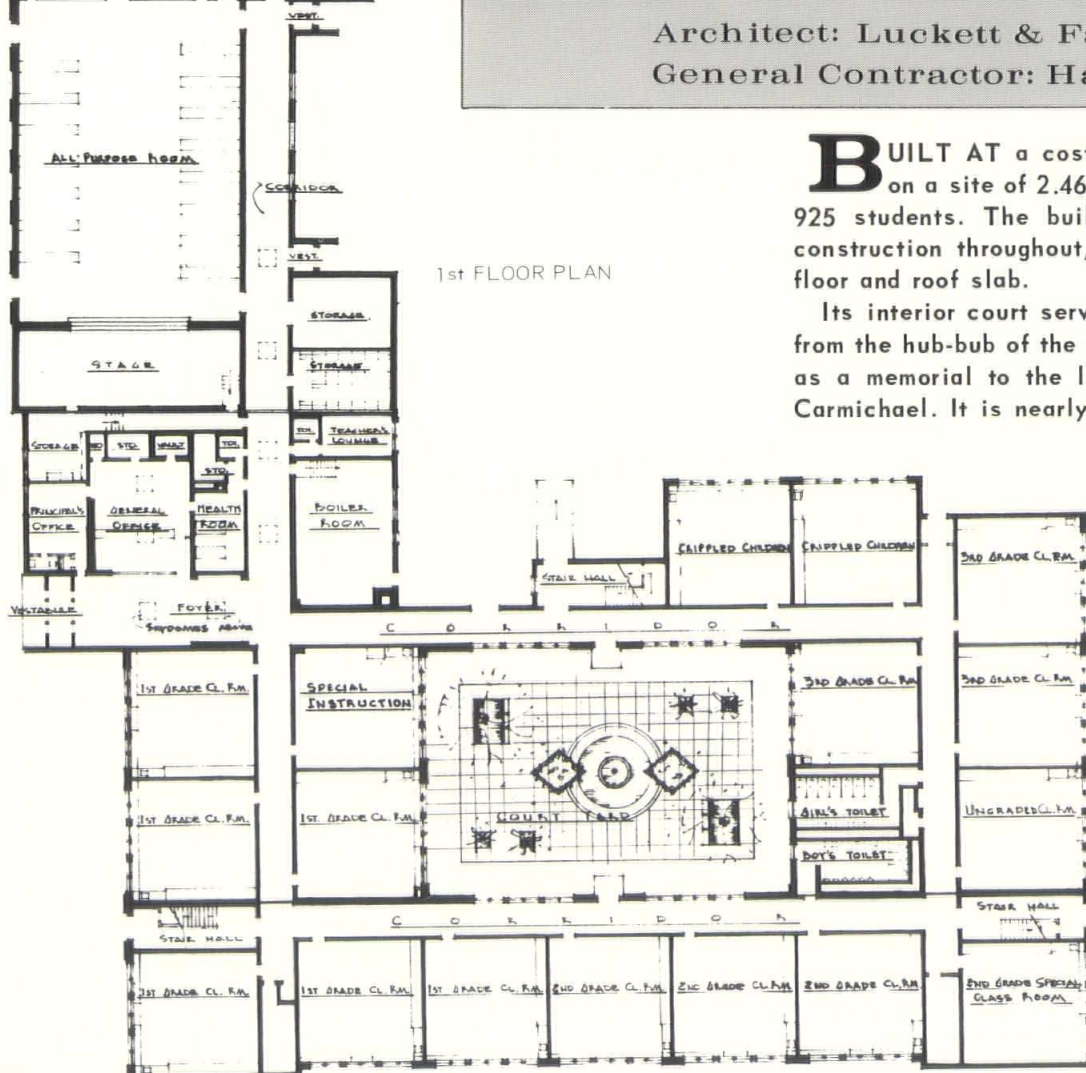 Architect: Luckett & Fa
General Contractor: Ha
BUILT AT a cost
on a site of 2.46
925 students. The buil
construction throughout,
floor and roof slab.
Its interior court serv
from the hub-bub of the
as a memorial to the l
Carmichael. It is nearly
1st FLOOR PLAN
VEST.
ALL-PURPOSE ROOM
CORRIDOR
VEST.
STORAGE
STORAGE
STAGE
TOI.
TEACHER'S
LOUNGE
STORAGE
STO.
VAULT
TOI.
STO.
PRINCIPAL'S
OFFICE
GENERAL
OFFICE
HEALTH
ROOM
BOILER
ROOM
VESTIBULE
FOYER
SKYDOMES ABOVE
STAIR HALL
CRIPPLED CHILDREN
CRIPPLED CHILDREN
3RD GRADE CL. RM.
CORRIDOR
1ST GRADE CL. RM.
SPECIAL
INSTRUCTION
3RD GRADE CL. RM.
3RD GRADE CL. RM.
1ST GRADE CL. RM.
1ST GRADE CL. RM.
COURT YARD
GIRL'S TOILET
BOY'S TOILET
UNGRADED CL. RM.
STAIR HALL
CORRIDOR
STAIR HALL
1ST GRADE CL. RM.
1ST GRADE CL. RM.
1ST GRADE CL. RM.
2ND GRADE CL. RM.
2ND GRADE CL. RM.
2ND GRADE CL. RM.
2ND GRADE SPECIAL
CLASS ROOM